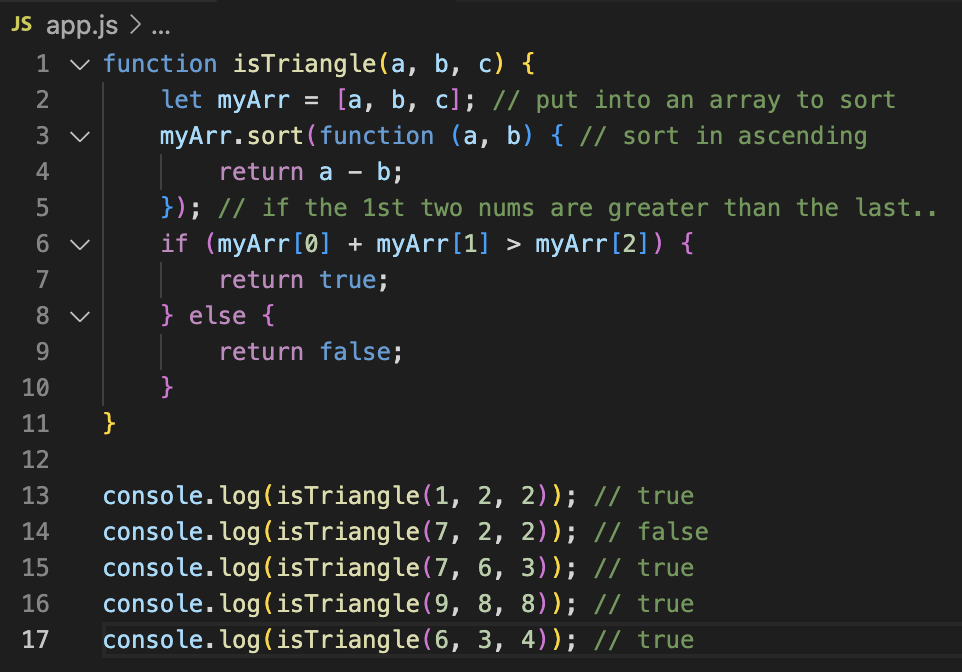 JS app.js > ...
1 function isTriangle(a, b, c) {
2 let myArr = [a, b, c]; // put into an array to sort
3 myArr.sort(function (a, b) { // sort in ascending
4 return a - b;
5 }); // if the 1st two nums are greater than the last..
6 if (myArr[0] + myArr[1] > myArr[2]) {
7 return true;
8 } else {
9 return false;
10 }
11 }
12
13 console.log(isTriangle(1, 2, 2)); // true
14 console.log(isTriangle(7, 2, 2)); // false
15 console.log(isTriangle(7, 6, 3)); // true
16 console.log(isTriangle(9, 8, 8)); // true
17 console.log(isTriangle(6, 3, 4)); // true